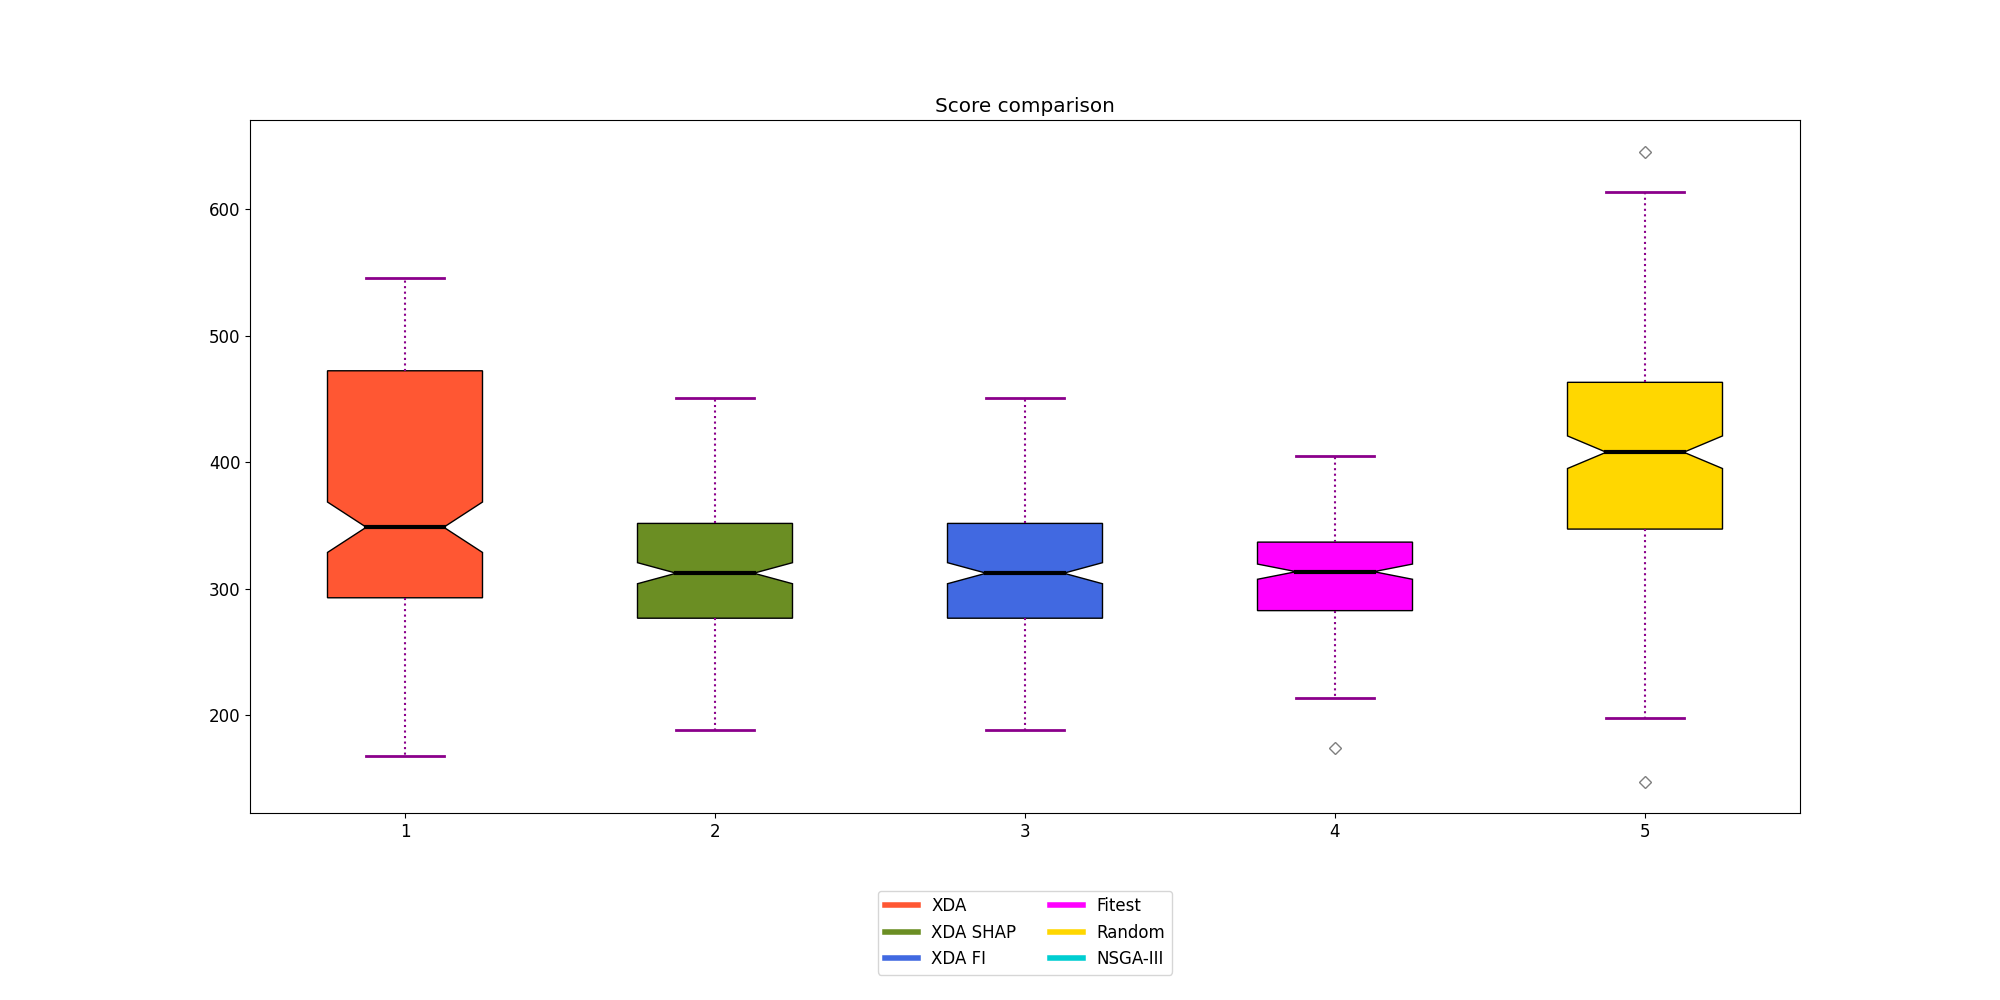 Score comparison
600
500
400
300
200
1 2 3 4 5
XDA Fitest
XDA SHAP Random
XDA FI NSGA-III